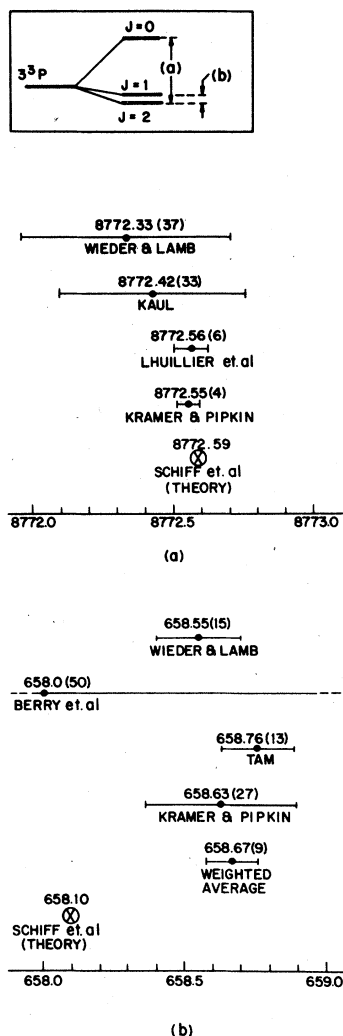 J=0
(a)
(b)
3³P
J=1
J=2
8772.33 (37)
WIEDER & LAMB
8772.42(33)
KAUL
8772.56 (6)
LHUILLIER et.al
8772.55(4)
KRAMER & PIPKIN
8772.59
SCHIFF et.al
(THEORY)
8772.0 8772.5 8773.0
(a)
658.55(15)
WIEDER & LAMB
658.0(50)
BERRY et.al
658.76 (13)
TAM
658.63(27)
KRAMER & PIPKIN
658.67(9)
WEIGHTED
AVERAGE
658.10
SCHIFF et.al
(THEORY)
658.0 658.5 659.0
(b)